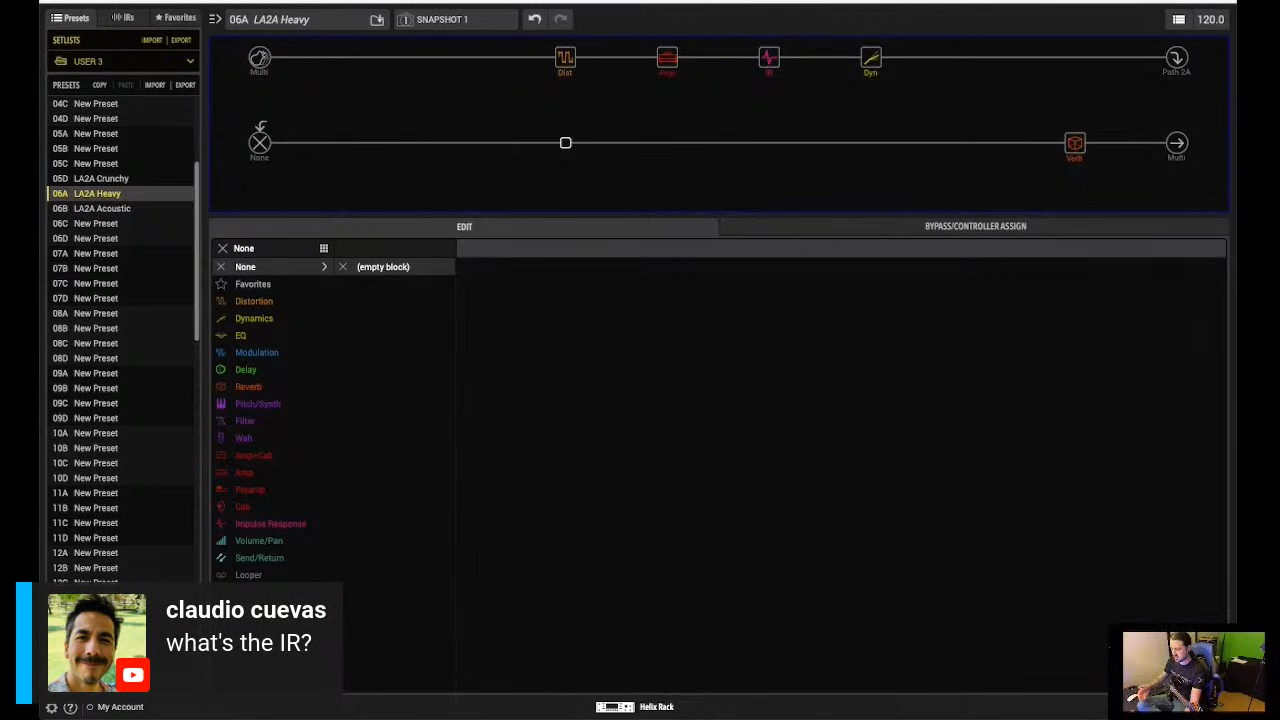 Presets
IRs
Favorites
06A LA2A Heavy
SNAPSHOT 1
120.0
SETLISTS
IMPORT
EXPORT
USER 3
PRESETS
COPY
PASTE
IMPORT
EXPORT
04C New Preset
04D New Preset
05A New Preset
05B New Preset
05C New Preset
05D LA2A Crunchy
06A LA2A Heavy
06B LA2A Acoustic
06C New Preset
06D New Preset
07A New Preset
07B New Preset
07C New Preset
07D New Preset
08A New Preset
08B New Preset
08C New Preset
08D New Preset
09A New Preset
09B New Preset
09C New Preset
09D New Preset
10A New Preset
10B New Preset
10C New Preset
10D New Preset
11A New Preset
11B New Preset
11C New Preset
11D New Preset
12A New Preset
12B New Preset
Multi
Dist
Amp
IR
Dyn
Path 2A
None
Verb
Multi
EDIT
BYPASS/CONTROLLER ASSIGN
None
None
(empty block)
Favorites
Distortion
Dynamics
EQ
Modulation
Delay
Reverb
Pitch/Synth
Filter
Wah
Amp+Cab
Amp
Preamp
Cab
Impulse Response
Volume/Pan
Send/Return
Looper
claudio cuevas
what's the IR?
My Account
Helix Rack